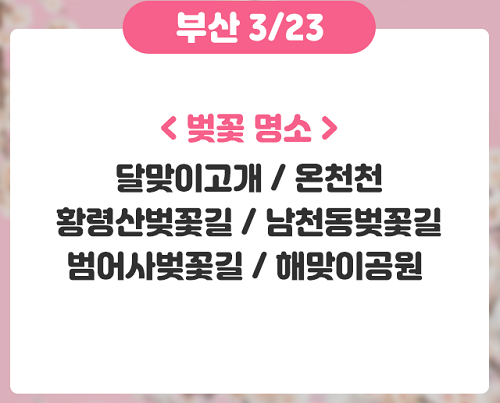 부산 3/23
< 벚꽃 명소 >
달맞이고개 / 온천천
황령산벚꽃길 / 남천동벚꽃길
범어사벚꽃길 / 해맞이공원